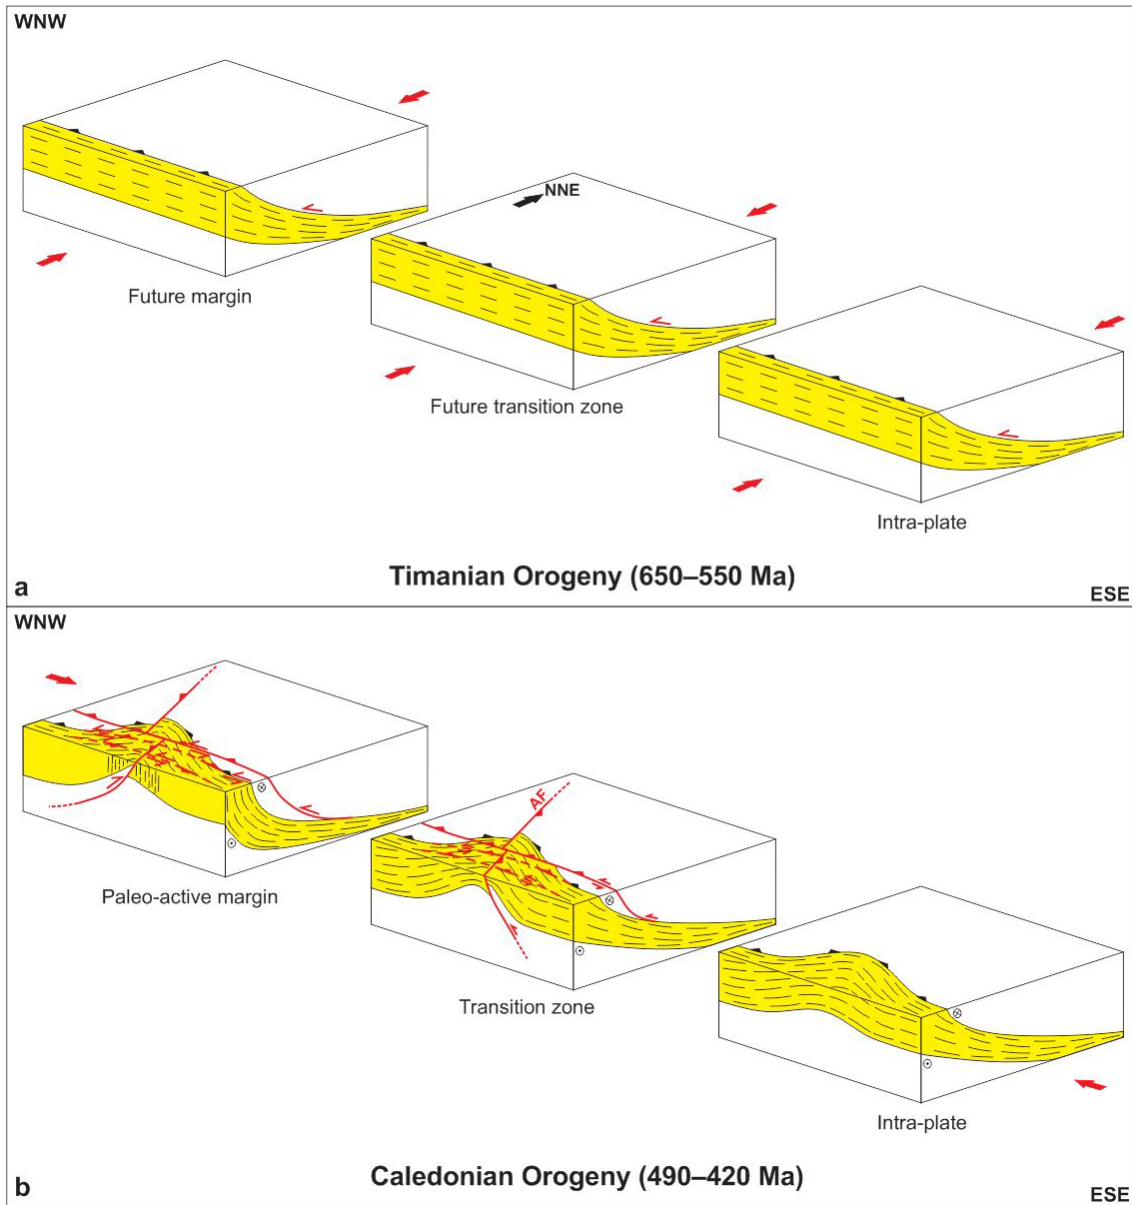 WNW
NNE
Future margin
Future transition zone
Intra-plate
a
Timanian Orogeny (650–550 Ma)
ESE
WNW
AF
Paleo-active margin
Transition zone
Intra-plate
b
Caledonian Orogeny (490–420 Ma)
ESE